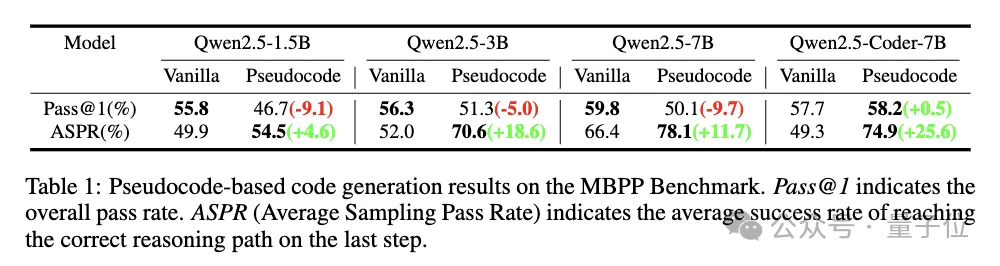 Model Qwen2.5-1.5B Qwen2.5-3B Qwen2.5-7B Qwen2.5-Coder-7B
Vanilla Pseudocode Vanilla Pseudocode Vanilla Pseudocode Vanilla Pseudocode
Pass@1(%) 55.8 46.7(-9.1) 56.3 51.3(-5.0) 59.8 50.1(-9.7) 57.7 58.2(+0.5)
ASPR(%) 49.9 54.5(+4.6) 52.0 70.6(+18.6) 66.4 78.1(+11.7) 49.3 74.9(+25.6)
Table 1: Pseudocode-based code generation results on the MBPP Benchmark. Pass@1 indicates the
overall pass rate. ASPR (Average Sampling Pass Rate) indicates the average success rate of reaching
the correct reasoning path on the last step.
公众号 · 量子位